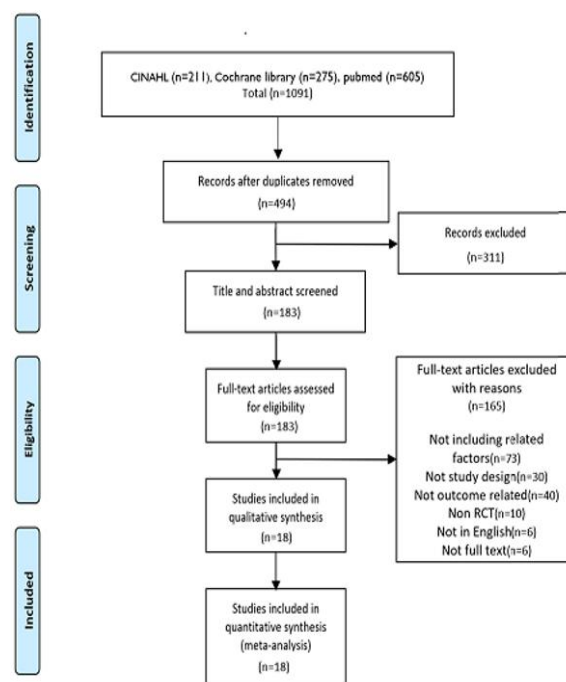 Identification
CINAHL (n=211), Cochrane library (n=275), pubmed (n=605)
Total (n=1091)
Records after duplicates removed
(n=494)
Screening
Records excluded
(n=311)
Title and abstract screened
(n=183)
Eligibility
Full-text articles assessed
for eligibility
(n=183)
Full-text articles excluded
with reasons
(n=165)
Not including related
factors(n=73)
Not study design(n=30)
Not outcome related(n=40)
Non RCT(n=10)
Not in English(n=6)
Not full text(n=6)
Studies included in
qualitative synthesis
(n=18)
Included
Studies included in
quantitative synthesis
(meta-analysis)
(n=18)